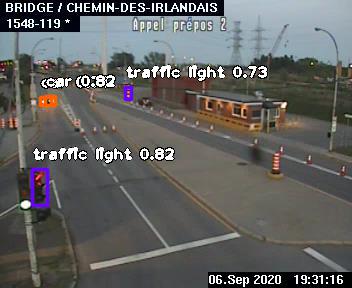 BRIDGE / CHEMIN-DES-IRLANDAIS
1548-119 *
Appel prépos 2
car 0.82
traffic light 0.73
traffic light 0.82
06.Sep 2020 19:31:16